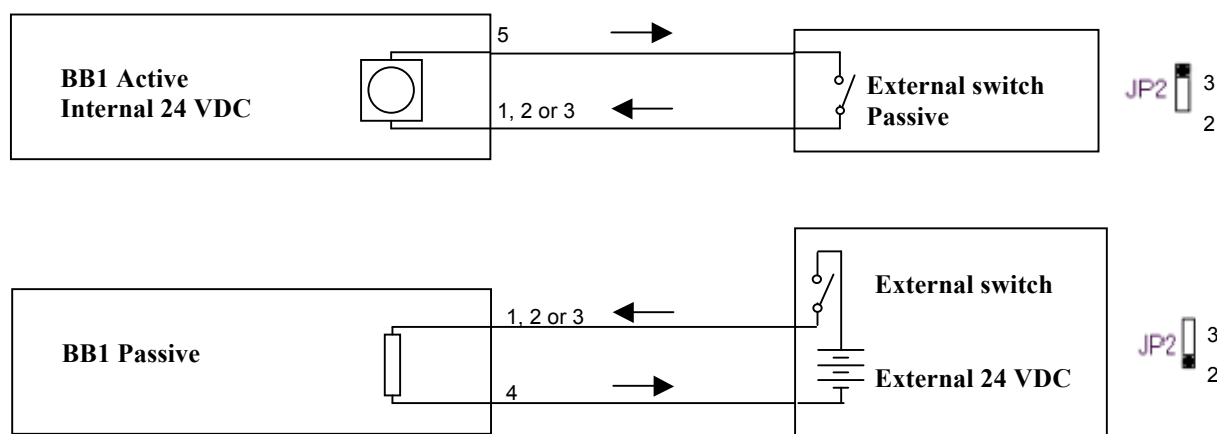 5
BB1 Active
Internal 24 VDC
1, 2 or 3
External switch
Passive
JP2
3
2
External switch
1, 2 or 3
BB1 Passive
4
External 24 VDC
JP2
3
2